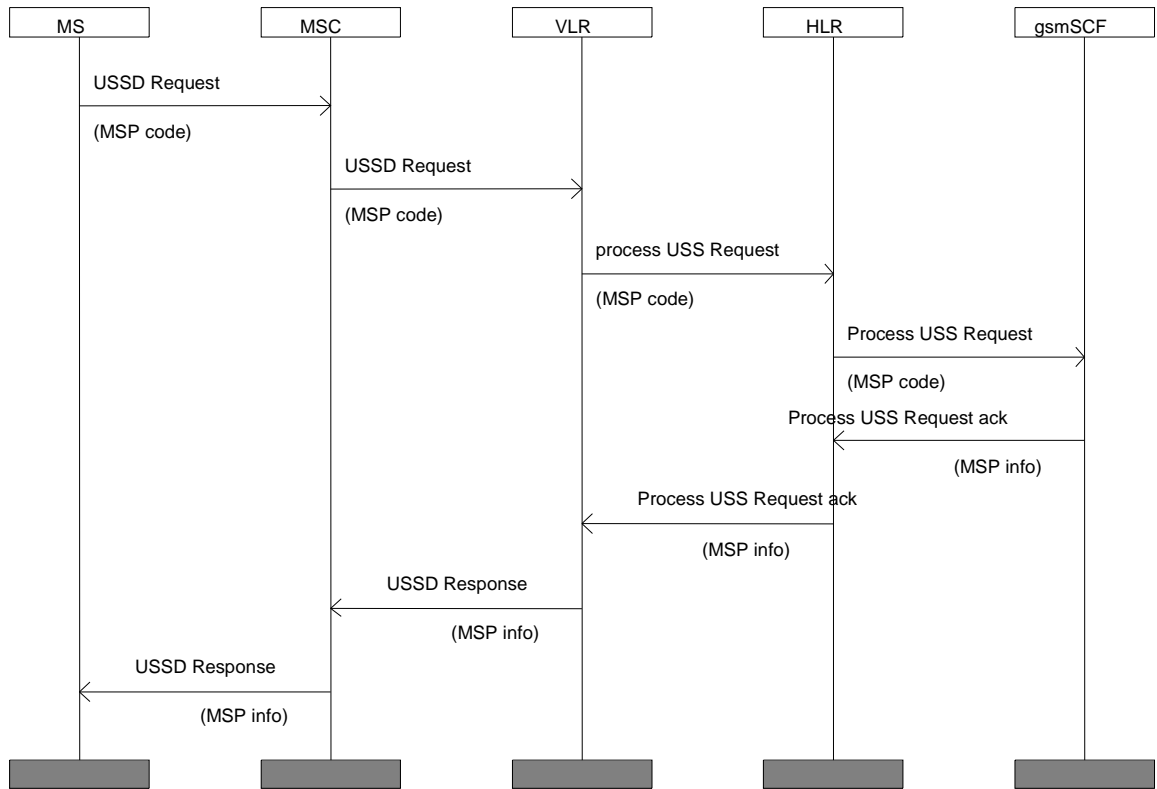 MS
MSC
VLR
HLR
gsmSCF
USSD Request
(MSP code)
USSD Request
(MSP code)
process USS Request
(MSP code)
Process USS Request
(MSP code)
Process USS Request ack
(MSP info)
Process USS Request ack
(MSP info)
USSD Response
(MSP info)
USSD Response
(MSP info)